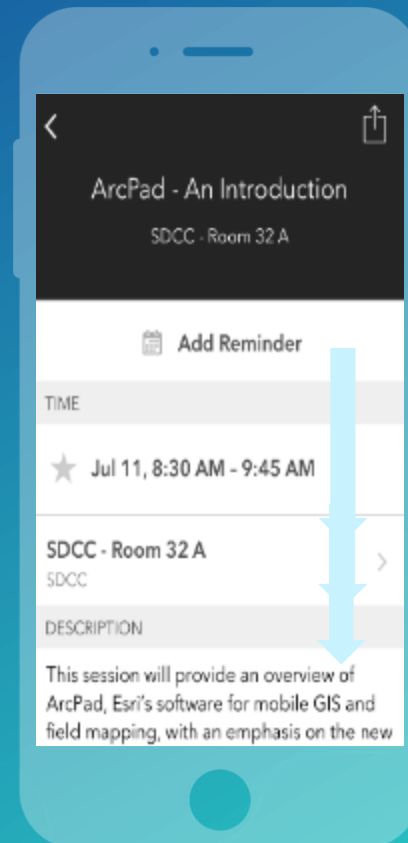 ArcPad - An Introduction
SDCC - Room 32 A
Add Reminder
TIME
Jul 11, 8:30 AM - 9:45 AM
SDCC - Room 32 A
SDCC
DESCRIPTION
This session will provide an overview of
ArcPad, Esri's software for mobile GIS and
field mapping, with an emphasis on the new